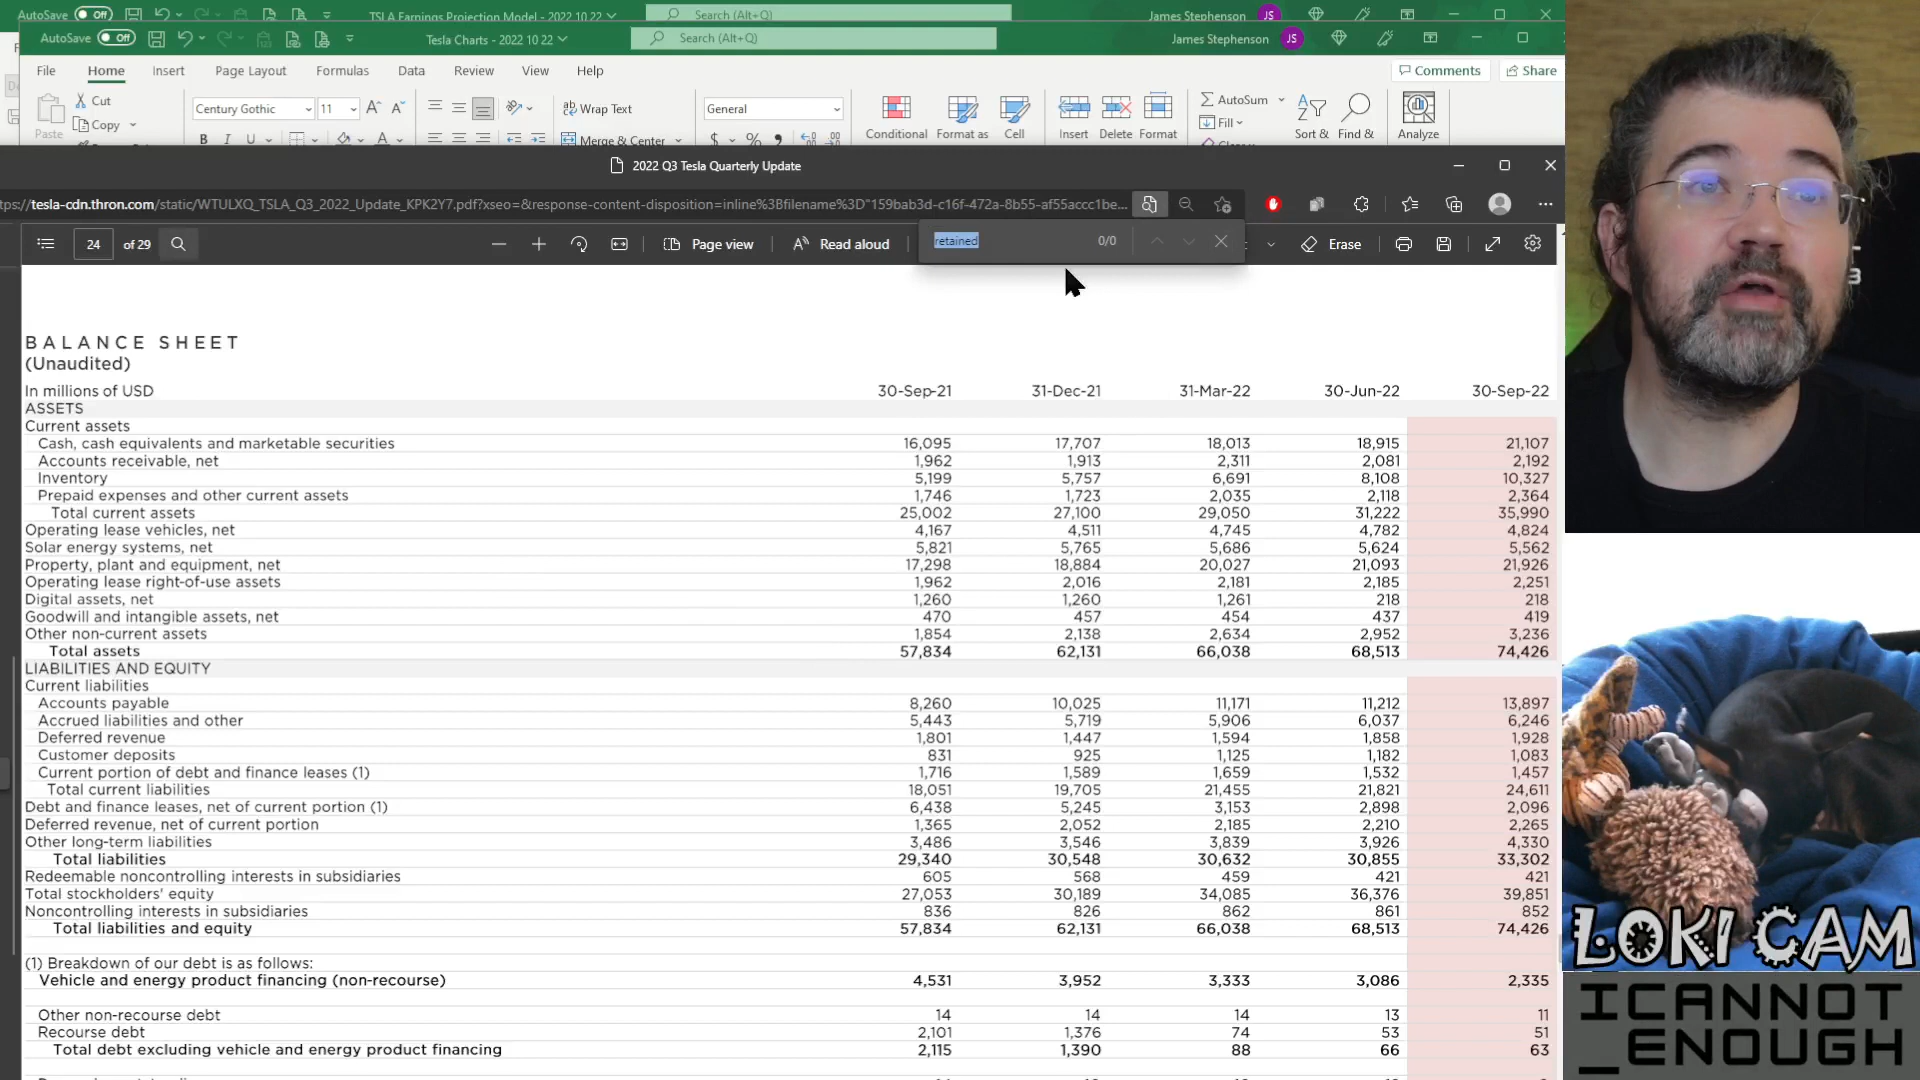 AutoSave Off TSLA Earnings Projection Model - 2022 10 22 Search (Alt+Q) James Stephenson JS
AutoSave Off Tesla Charts - 2022 10 22 Search (Alt+Q) James Stephenson JS
File Home Insert Page Layout Formulas Data Review View Help Comments Share
Cut Century Gothic 11 Wrap Text General AutoSum
Paste Copy B I U Merge & Center $ % Conditional Format as Cell Insert Delete Format Fill Sort & Find & Analyze
2022 Q3 Tesla Quarterly Update
tps://tesla-cdn.thron.com/static/WTULXQ_TSLA_Q3_2022_Update_KPK2Y7.pdf?xseo=&response-content-disposition=inline%3Bfilename%3D"159bab3d-c16f-472a-8b55-af55accc1be...
24 of 29 Page view Read aloud retained 0/0 Erase
BALANCE SHEET
(Unaudited)
In millions of USD 30-Sep-21 31-Dec-21 31-Mar-22 30-Jun-22 30-Sep-22
ASSETS
Current assets
Cash, cash equivalents and marketable securities 16,095 17,707 18,013 18,915 21,107
Accounts receivable, net 1,962 1,913 2,311 2,081 2,192
Inventory 5,199 5,757 6,691 8,108 10,327
Prepaid expenses and other current assets 1,746 1,723 2,035 2,118 2,364
Total current assets 25,002 27,100 29,050 31,222 35,990
Operating lease vehicles, net 4,167 4,511 4,745 4,782 4,824
Solar energy systems, net 5,821 5,765 5,686 5,624 5,562
Property, plant and equipment, net 17,298 18,884 20,027 21,093 21,926
Operating lease right-of-use assets 1,962 2,016 2,181 2,185 2,251
Digital assets, net 1,260 1,260 1,261 218 218
Goodwill and intangible assets, net 470 457 454 437 419
Other non-current assets 1,854 2,138 2,634 2,952 3,236
Total assets 57,834 62,131 66,038 68,513 74,426
LIABILITIES AND EQUITY
Current liabilities
Accounts payable 8,260 10,025 11,171 11,212 13,897
Accrued liabilities and other 5,443 5,719 5,906 6,037 6,246
Deferred revenue 1,801 1,447 1,594 1,858 1,928
Customer deposits 831 925 1,125 1,182 1,083
Current portion of debt and finance leases (1) 1,716 1,589 1,659 1,532 1,457
Total current liabilities 18,051 19,705 21,455 21,821 24,611
Debt and finance leases, net of current portion (1) 6,438 5,245 3,153 2,898 2,096
Deferred revenue, net of current portion 1,365 2,052 2,185 2,210 2,265
Other long-term liabilities 3,486 3,546 3,839 3,926 4,330
Total liabilities 29,340 30,548 30,632 30,855 33,302
Redeemable noncontrolling interests in subsidiaries 605 568 459 421 421
Total stockholders' equity 27,053 30,189 34,085 36,376 39,851
Noncontrolling interests in subsidiaries 836 826 862 861 852
Total liabilities and equity 57,834 62,131 66,038 68,513 74,426
(1) Breakdown of our debt is as follows:
Vehicle and energy product financing (non-recourse) 4,531 3,952 3,333 3,086 2,335
Other non-recourse debt 14 14 14 13 11
Recourse debt 2,101 1,376 74 53 51
Total debt excluding vehicle and energy product financing 2,115 1,390 88 66 63
LOKI CAM
ICANNOT
_ENOUGH